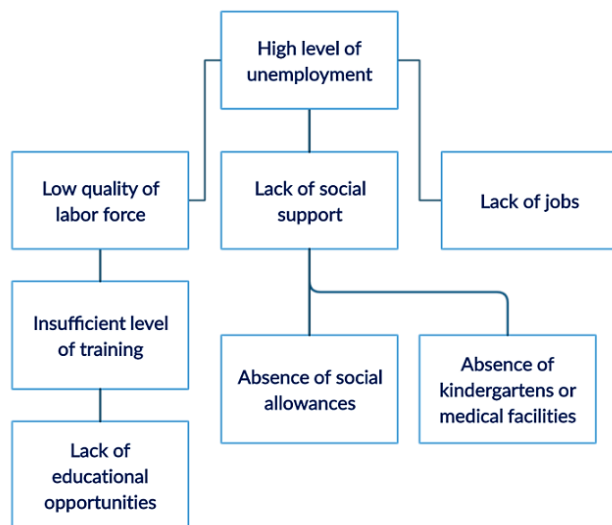 High level of
unemployment
Low quality of
labor force
Lack of social
support
Lack of jobs
Insufficient level
of training
Absence of social
allowances
Absence of
kindergartens or
medical facilities
Lack of
educational
opportunities